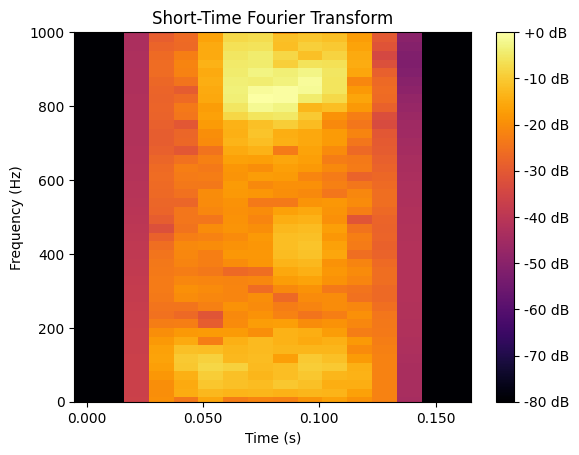 Short-Time Fourier Transform
1000
800
600
400
200
0
Frequency (Hz)
0.000
0.050
0.100
0.150
Time (s)
+0 dB
-10 dB
-20 dB
-30 dB
-40 dB
-50 dB
-60 dB
-70 dB
-80 dB